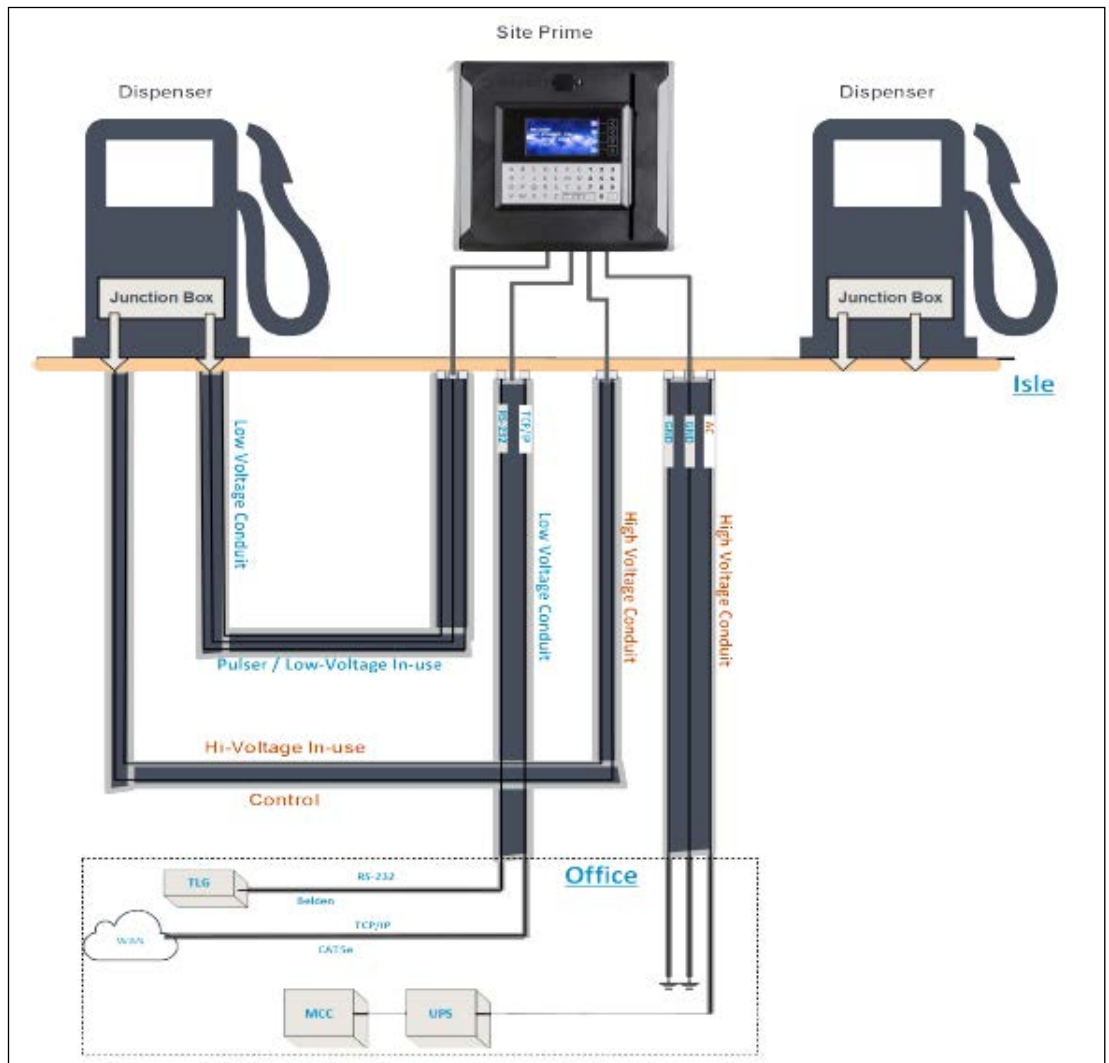 Site Prime
Dispenser
Dispenser
Junction Box
Junction Box
Isle
RS-232
TCP/IP
GND
GND
AC
Low Voltage Conduit
Low Voltage Conduit
High Voltage Conduit
High Voltage Conduit
Pulser / Low-Voltage In-use
Hi-Voltage In-use
Control
Office
TLG
RS-232
Belden
WAN
TCP/IP
CAT5e
MCC
UPS